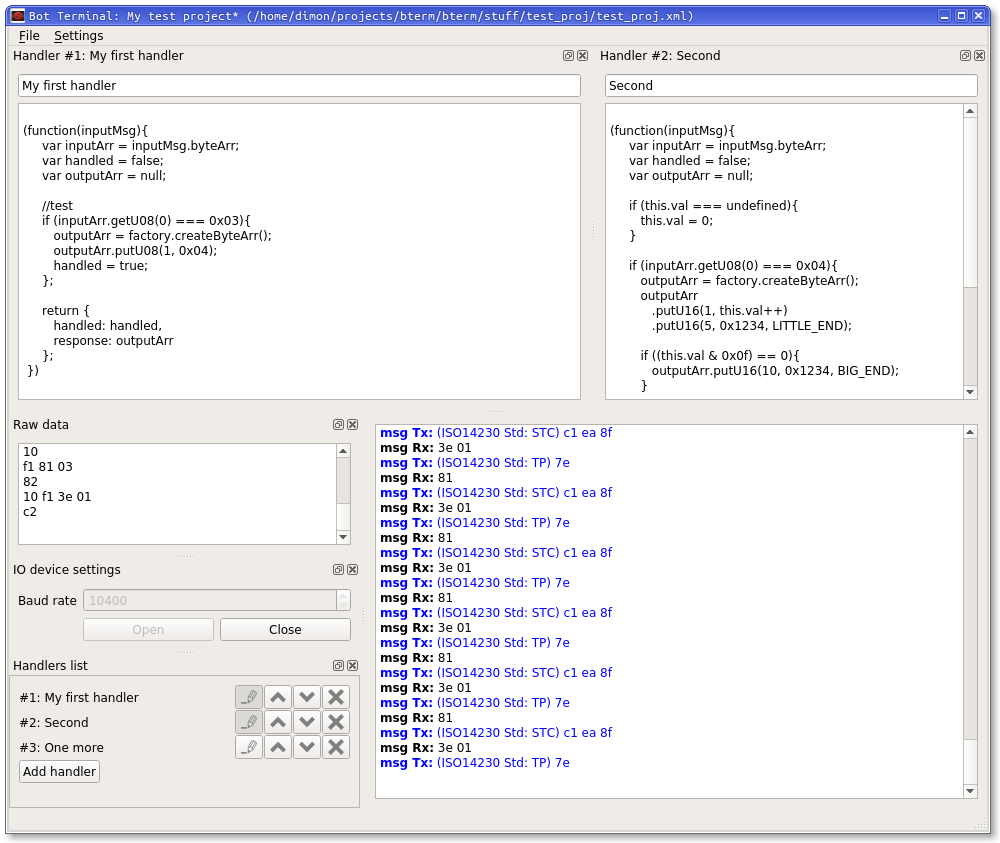 Bot Terminal: My test project* (/home/dimon/projects/bterm/bterm/stuff/test_proj/test_proj.xml)
File Settings
Handler #1: My first handler
My first handler
(function(inputMsg){
var inputArr = inputMsg.byteArr;
var handled = false;
var outputArr = null;
//test
if (inputArr.getU08(0) === 0x03){
outputArr = factory.createByteArr();
outputArr.putU08(1, 0x04);
handled = true;
};
return {
handled: handled,
response: outputArr
};
})
Handler #2: Second
Second
(function(inputMsg){
var inputArr = inputMsg.byteArr;
var handled = false;
var outputArr = null;
if (this.val === undefined){
this.val = 0;
}
if (inputArr.getU08(0) === 0x04){
outputArr = factory.createByteArr();
outputArr
.putU16(1, this.val++)
.putU16(5, 0x1234, LITTLE_END);
if ((this.val & 0x0f) == 0){
outputArr.putU16(10, 0x1234, BIG_END);
}
Raw data
10
f1 81 03
82
10 f1 3e 01
c2
IO device settings
Baud rate 10400
Open Close
Handlers list
#1: My first handler
#2: Second
#3: One more
Add handler
msg Tx: (ISO14230 Std: STC) c1 ea 8f
msg Rx: 3e 01
msg Tx: (ISO14230 Std: TP) 7e
msg Rx: 81
msg Tx: (ISO14230 Std: STC) c1 ea 8f
msg Rx: 3e 01
msg Tx: (ISO14230 Std: TP) 7e
msg Rx: 81
msg Tx: (ISO14230 Std: STC) c1 ea 8f
msg Rx: 3e 01
msg Tx: (ISO14230 Std: TP) 7e
msg Rx: 81
msg Tx: (ISO14230 Std: STC) c1 ea 8f
msg Rx: 3e 01
msg Tx: (ISO14230 Std: TP) 7e
msg Rx: 81
msg Tx: (ISO14230 Std: STC) c1 ea 8f
msg Rx: 3e 01
msg Tx: (ISO14230 Std: TP) 7e
msg Rx: 81
msg Tx: (ISO14230 Std: STC) c1 ea 8f
msg Rx: 3e 01
msg Tx: (ISO14230 Std: TP) 7e